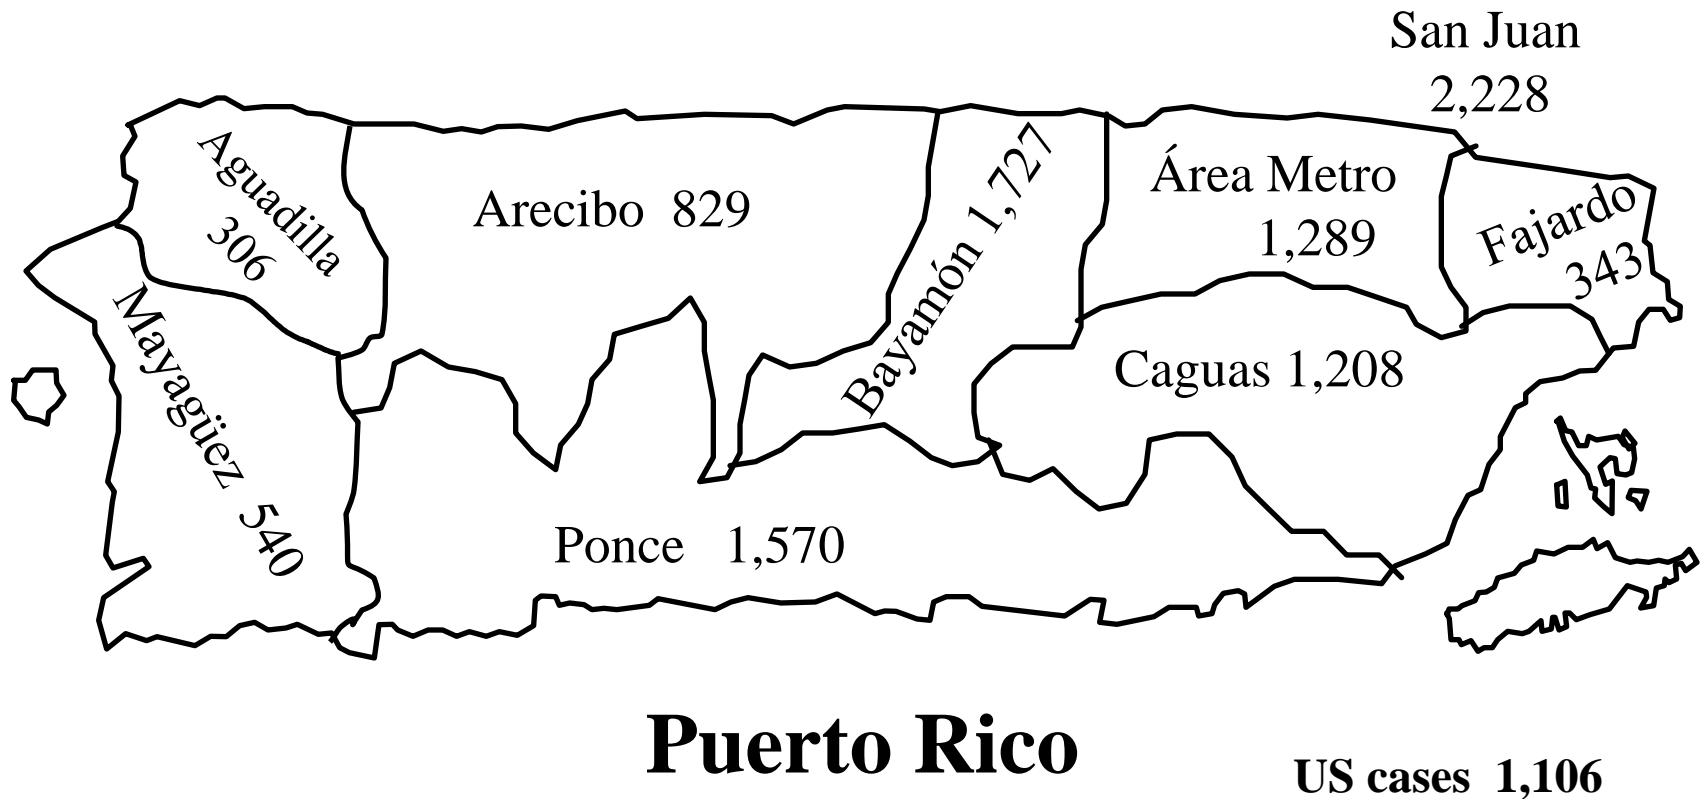 San Juan
2,228
Aguadilla
306
Arecibo 829
Bayamón 1,727
Área Metro
1,289
Fajardo
343
Mayagüez 540
Caguas 1,208
Ponce 1,570
Puerto Rico
US cases 1,106